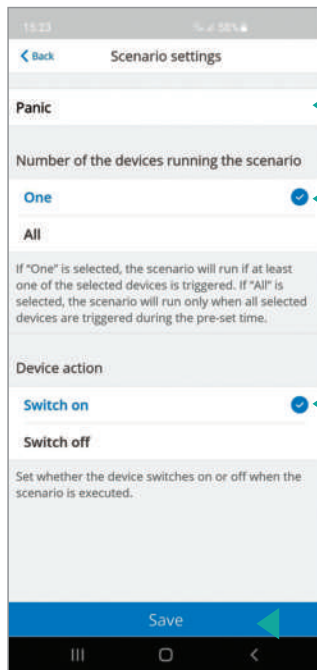 15:23
58%
Back
Scenario settings
Panic
Number of the devices running the scenario
One
All
If "One" is selected, the scenario will run if at least
one of the selected devices is triggered. If "All" is
selected, the scenario will run only when all selected
devices are triggered during the pre-set time.
Device action
Switch on
Switch off
Set whether the device switches on or off when the
scenario is executed.
Save